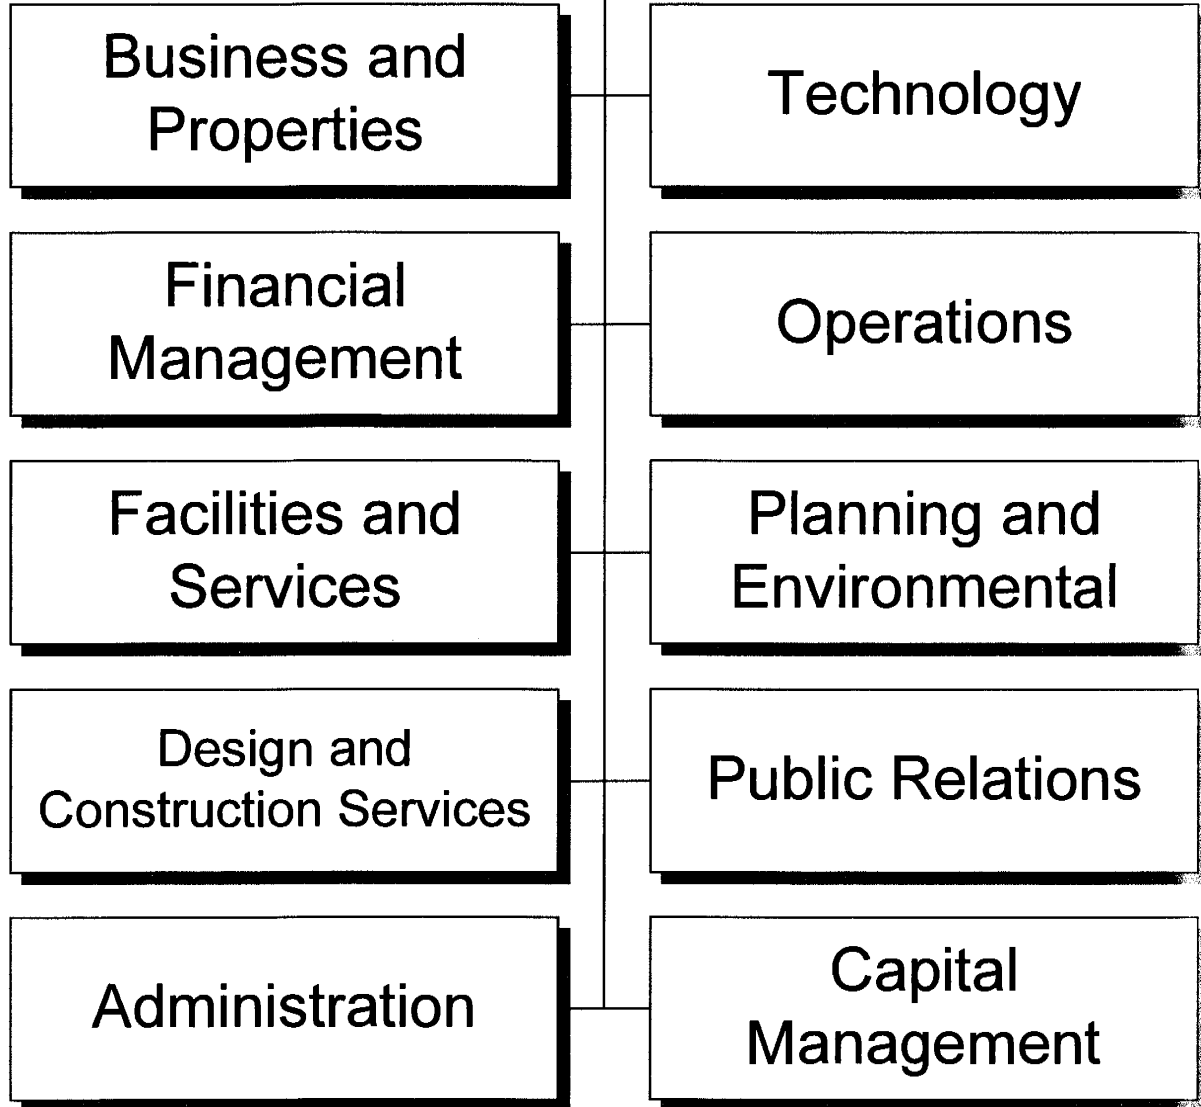 Business and
Properties
Technology
Financial
Management
Operations
Facilities and
Services
Planning and
Environmental
Design and
Construction Services
Public Relations
Administration
Capital
Management